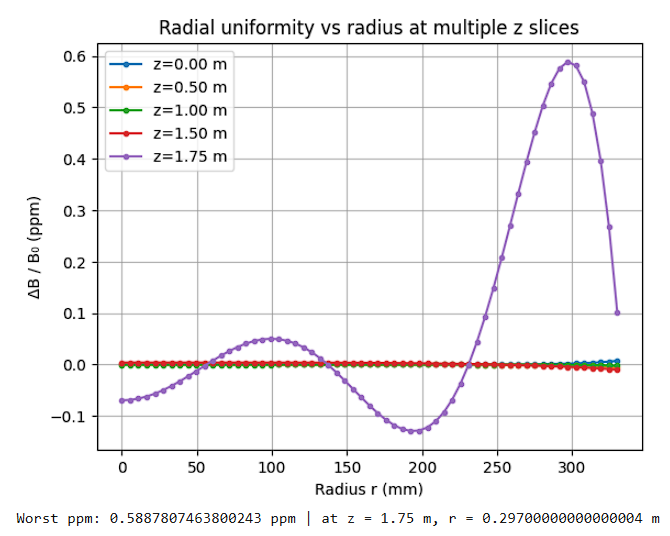 Radial uniformity vs radius at multiple z slices
z=0.00 m
z=0.50 m
z=1.00 m
z=1.50 m
z=1.75 m
0.6
0.5
0.4
0.3
0.2
0.1
0.0
−0.1
ΔB / B₀ (ppm)
0 50 100 150 200 250 300
Radius r (mm)
Worst ppm: 0.5887807463800243 ppm | at z = 1.75 m, r = 0.29700000000000004 m